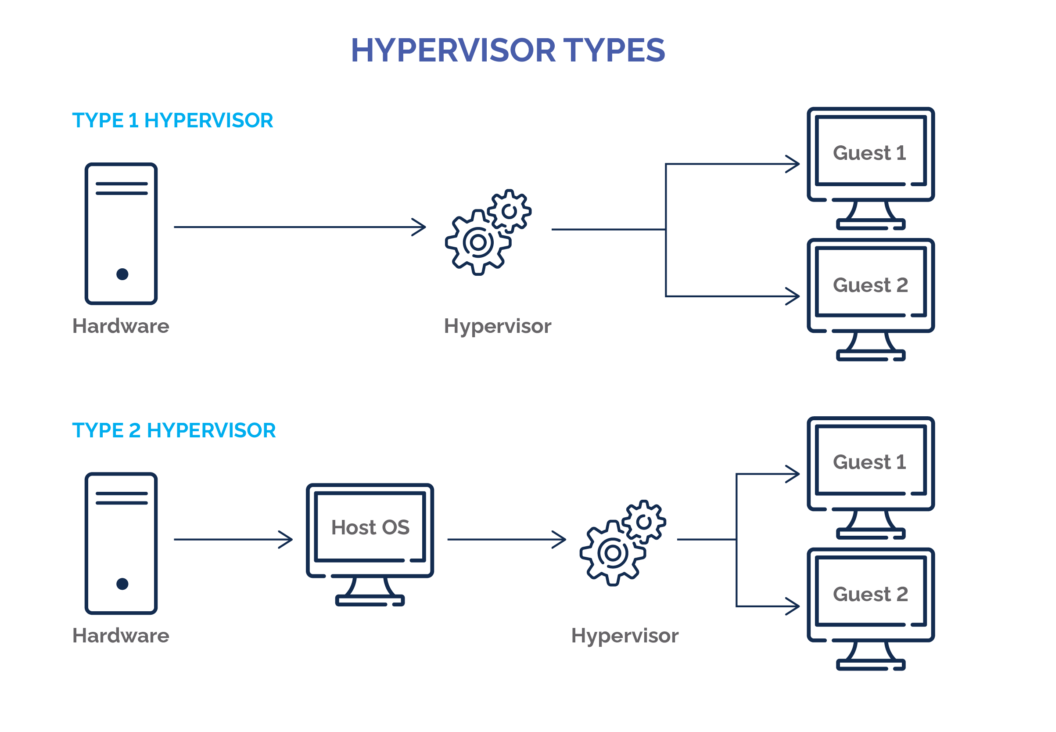 HYPERVISOR TYPES
TYPE 1 HYPERVISOR
Guest 1
Guest 2
Hardware
Hypervisor
TYPE 2 HYPERVISOR
Guest 1
Host OS
Guest 2
Hardware
Hypervisor